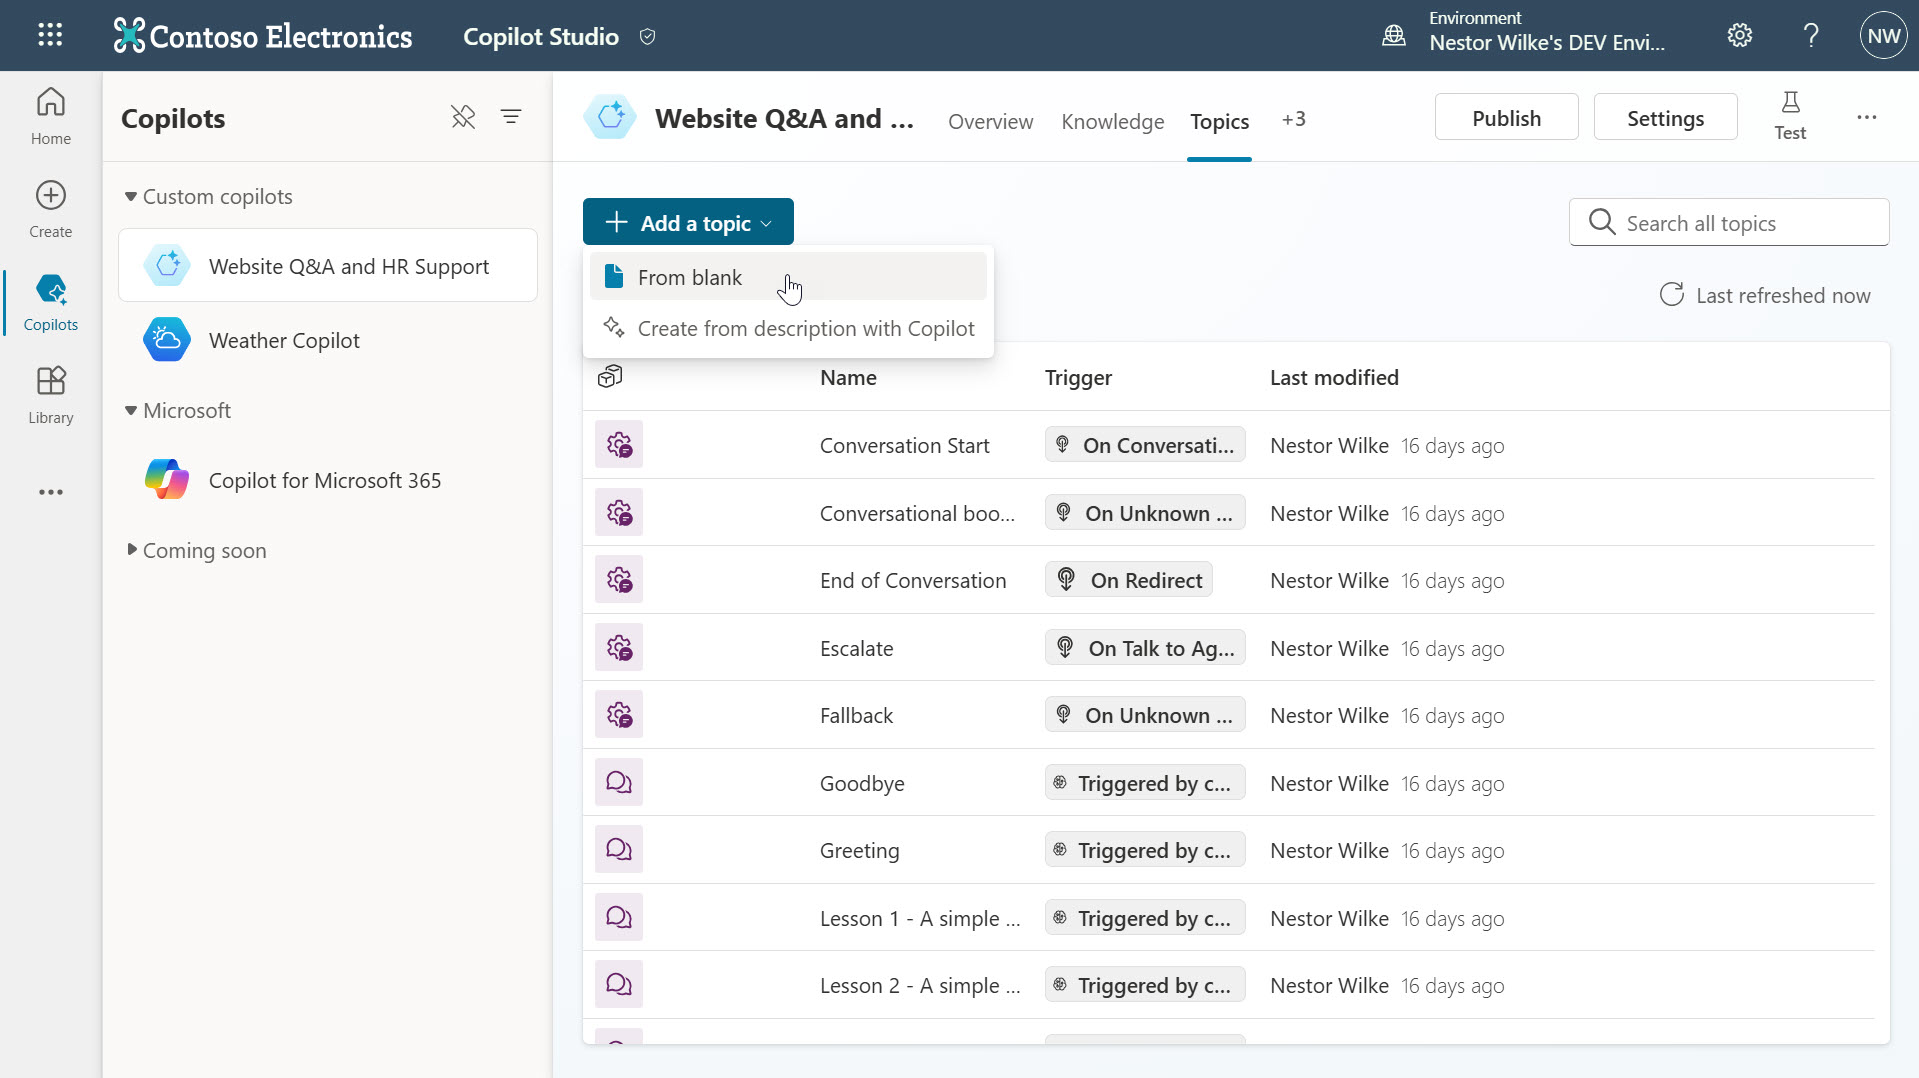 Contoso Electronics
Copilot Studio
Environment
Nestor Wilke's DEV Envi...
NW
Home
Create
Copilots
Library
Copilots
Custom copilots
Website Q&A and HR Support
Weather Copilot
Microsoft
Copilot for Microsoft 365
Coming soon
Website Q&A and ...
Overview
Knowledge
Topics
+3
Publish
Settings
Test
Add a topic
From blank
Create from description with Copilot
Search all topics
Last refreshed now
Name Trigger Last modified
Conversation Start On Conversati... Nestor Wilke 16 days ago
Conversational boo... On Unknown ... Nestor Wilke 16 days ago
End of Conversation On Redirect Nestor Wilke 16 days ago
Escalate On Talk to Ag... Nestor Wilke 16 days ago
Fallback On Unknown ... Nestor Wilke 16 days ago
Goodbye Triggered by c... Nestor Wilke 16 days ago
Greeting Triggered by c... Nestor Wilke 16 days ago
Lesson 1 - A simple ... Triggered by c... Nestor Wilke 16 days ago
Lesson 2 - A simple ... Triggered by c... Nestor Wilke 16 days ago